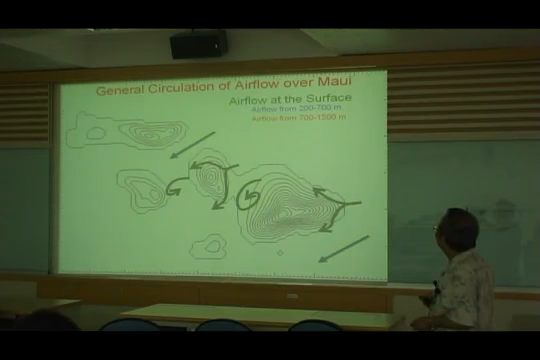 General Circulation of Airflow over Maui
Airflow at the Surface
Airflow from 200-700 m
Airflow from 700-1500 m